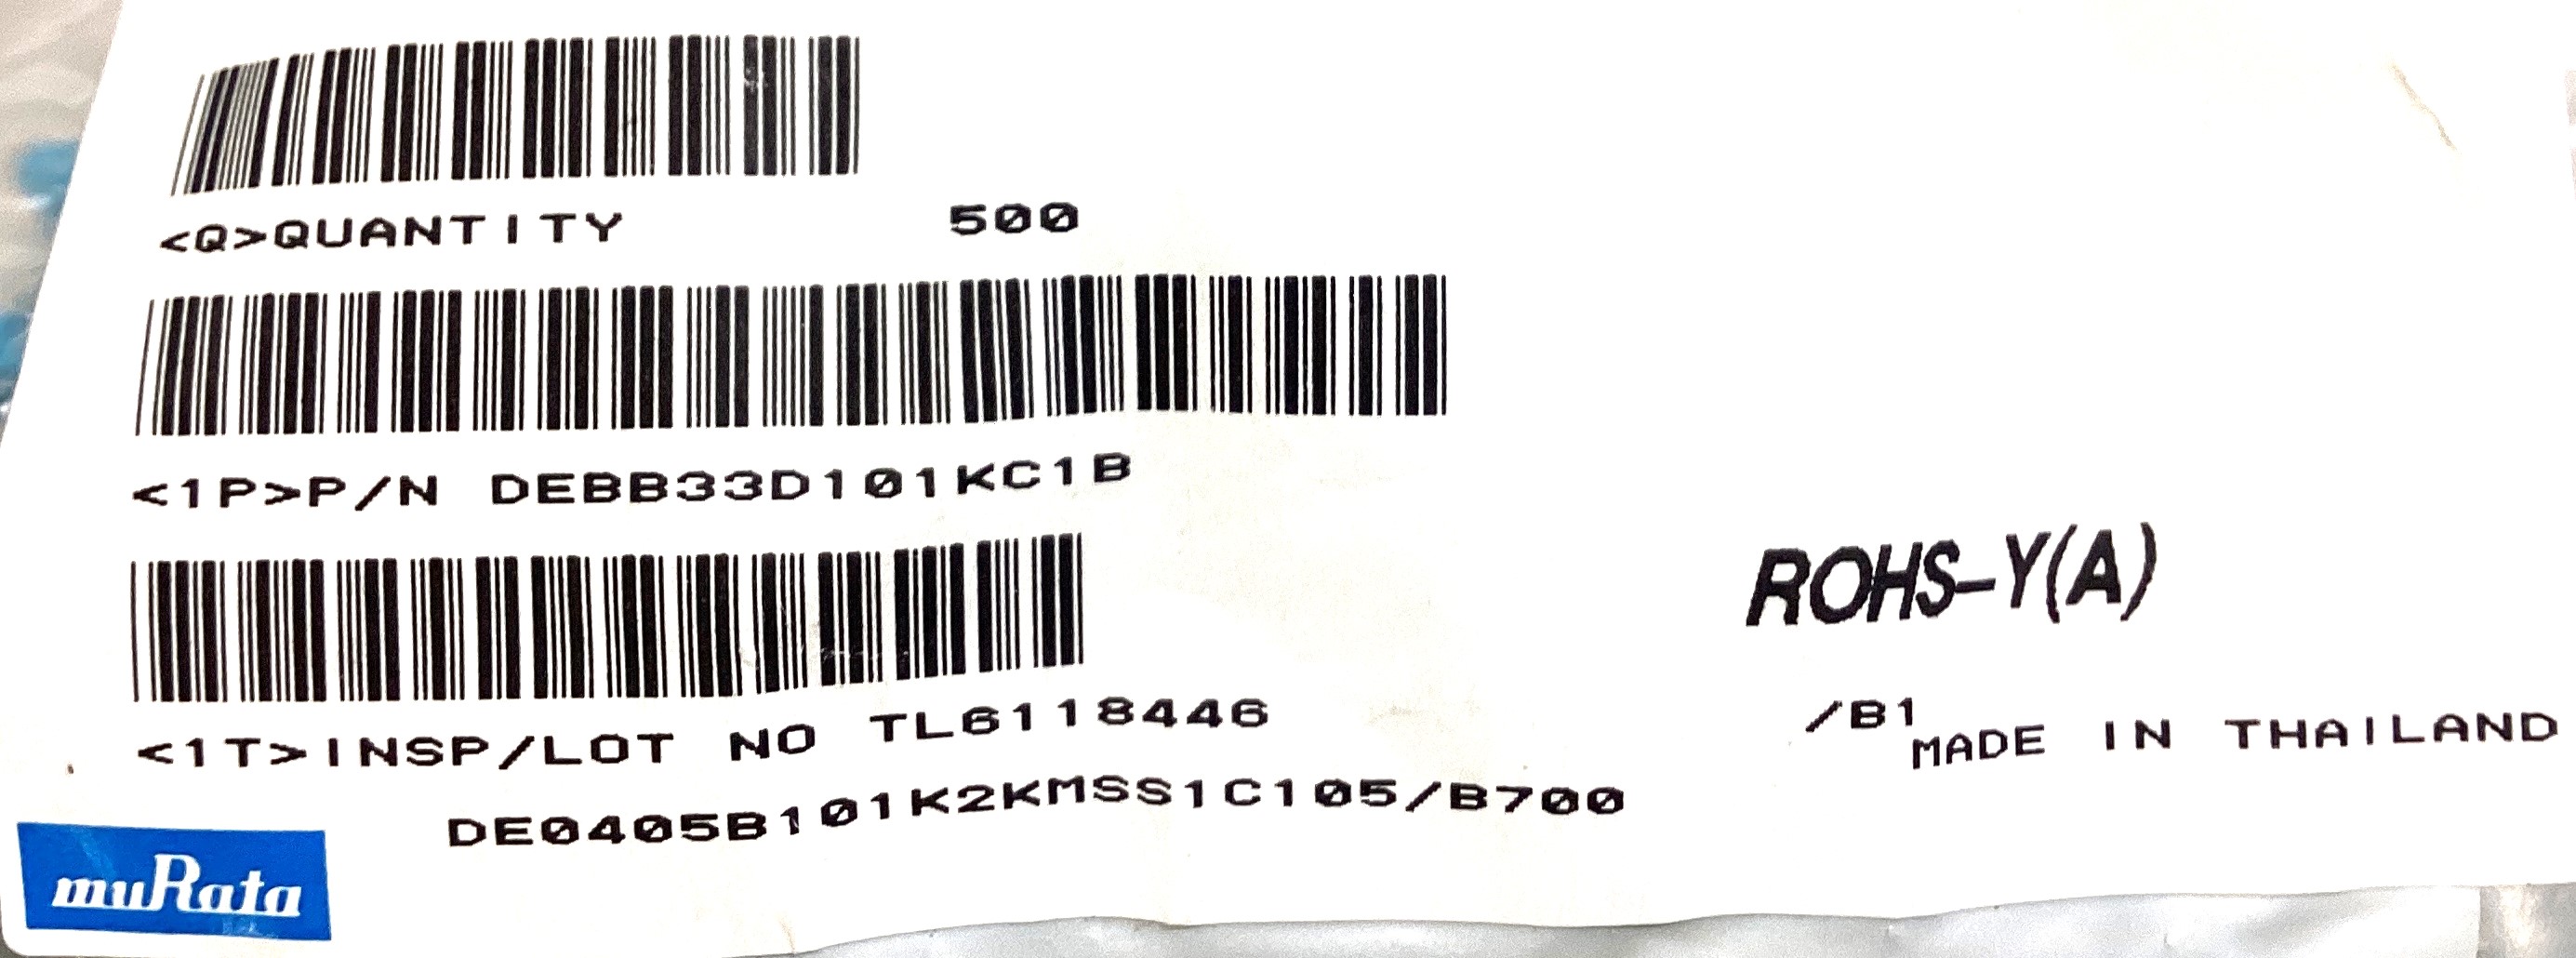 <Q>QUANTITY 500
<1P>P/N DEBB33D101KC1B
ROHS-Y(A)
<1T>INSP/LOT NO TL6118446
/B1
MADE IN THAILAND
DE0405B101K2KMSS1C105/B700
muRata